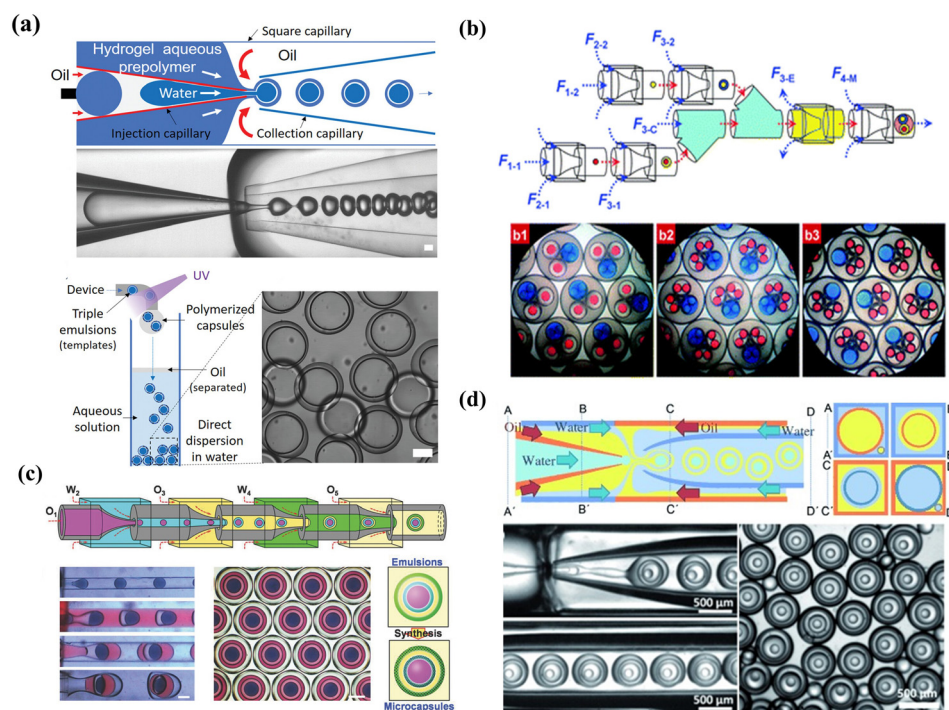 (a)
Square capillary
Hydrogel aqueous
prepolymer
Oil
Water
Injection capillary
Collection capillary
UV
Device
Triple
emulsions
(templates)
Polymerized
capsules
Oil
(separated)
Aqueous
solution
Direct
dispersion
in water
(b)
F2-2
F3-2
F1-2
F3-E
F4-M
F3-C
F1-1
F2-1
F3-1
b1
b2
b3
(c)
W2
O3
W4
O5
O1
Emulsions
Synthesis
Microcapsules
(d)
A
B
C
D
Oil
Water
Oil
Water
Water
A´
B´
C´
D´
A
A´
C
C´
500 µm
500 µm
500 µm